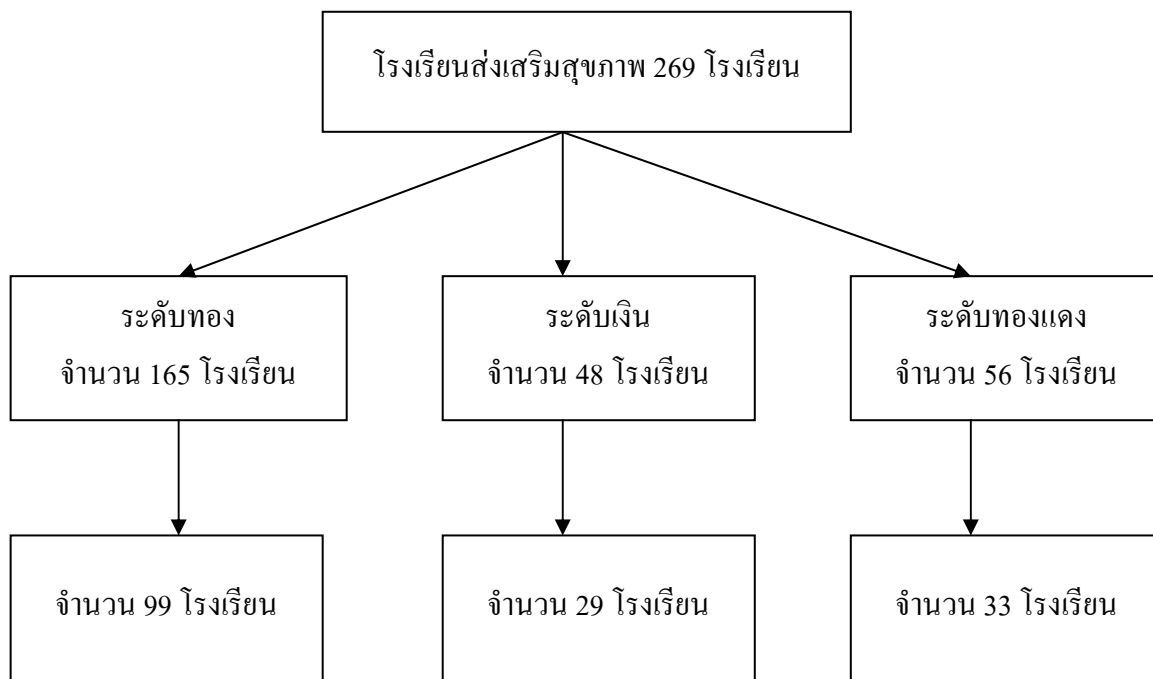 โรงเรียนส่งเสริมสุขภาพ 269 โรงเรียน
ระดับทอง
จำนวน 165 โรงเรียน
ระดับเงิน
จำนวน 48 โรงเรียน
ระดับทองแดง
จำนวน 56 โรงเรียน
จำนวน 99 โรงเรียน
จำนวน 29 โรงเรียน
จำนวน 33 โรงเรียน